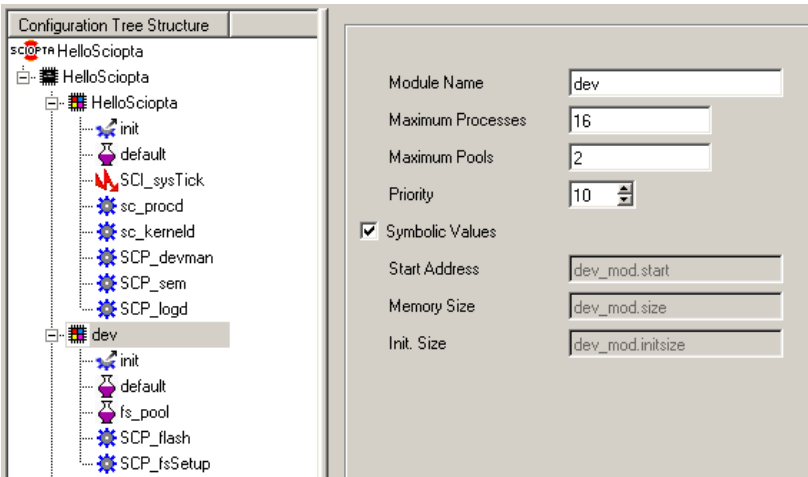 Configuration Tree Structure
SCIOPTA HelloSciopta
HelloSciopta
HelloSciopta
init
default
SCI_sysTick
sc_procd
sc_kerneld
SCP_devman
SCP_sem
SCP_logd
dev
init
default
fs_pool
SCP_flash
SCP_fsSetup
Module Name dev
Maximum Processes 16
Maximum Pools 2
Priority 10
Symbolic Values
Start Address dev_mod.start
Memory Size dev_mod.size
Init. Size dev_mod.initsize